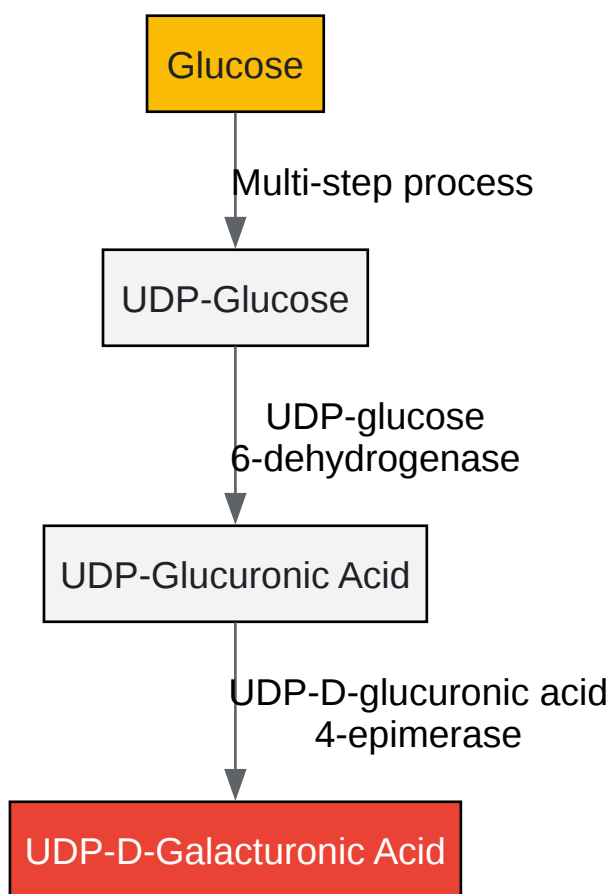 Glucose
Multi-step process
UDP-Glucose
UDP-glucose
6-dehydrogenase
UDP-Glucuronic Acid
UDP-D-glucuronic acid
4-epimerase
UDP-D-Galacturonic Acid